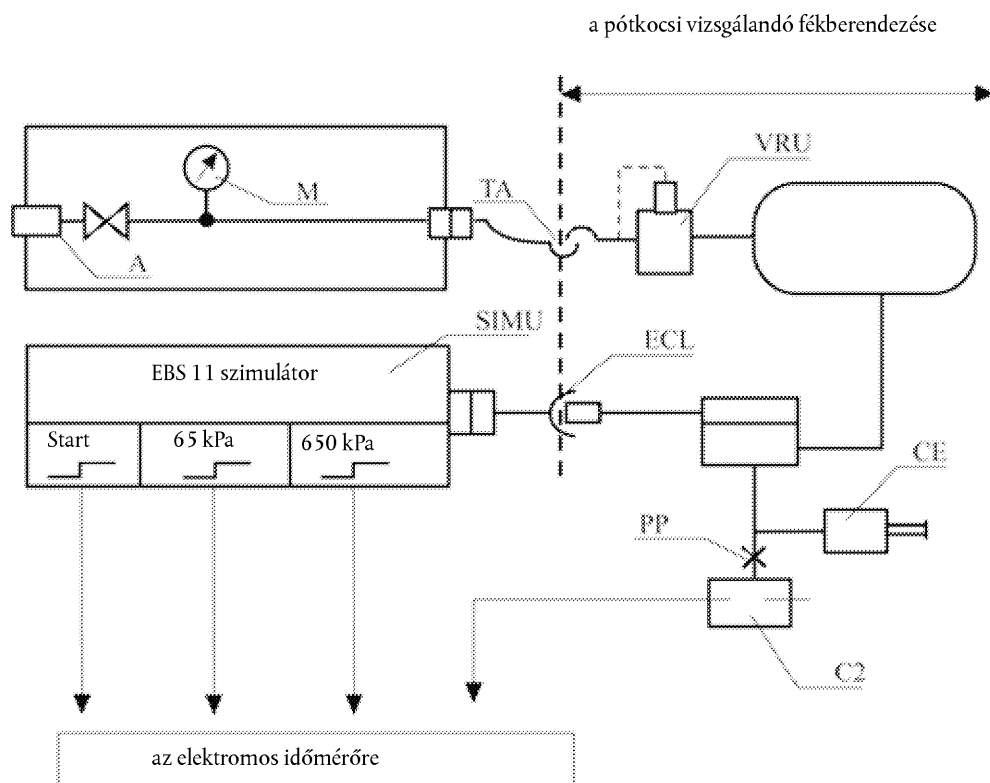 a pótkocsi vizsgálandó fékberendezése
VRU
M
TA
A
SIMU
ECL
EBS 11 szimulátor
Start
65 kPa
650 kPa
CE
PP
C2
az elektromos időmérőre